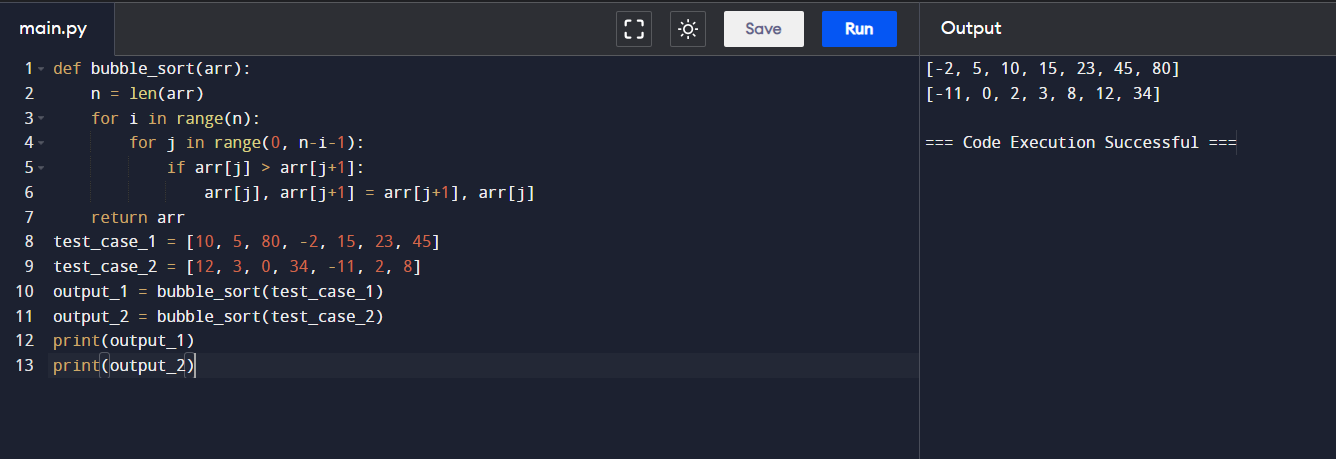 main.py
Save
Run
Output
1 def bubble_sort(arr):
2     n = len(arr)
3     for i in range(n):
4         for j in range(0, n-i-1):
5             if arr[j] > arr[j+1]:
6                 arr[j], arr[j+1] = arr[j+1], arr[j]
7     return arr
8 test_case_1 = [10, 5, 80, -2, 15, 23, 45]
9 test_case_2 = [12, 3, 0, 34, -11, 2, 8]
10 output_1 = bubble_sort(test_case_1)
11 output_2 = bubble_sort(test_case_2)
12 print(output_1)
13 print(output_2)
[-2, 5, 10, 15, 23, 45, 80]
[-11, 0, 2, 3, 8, 12, 34]
=== Code Execution Successful ===